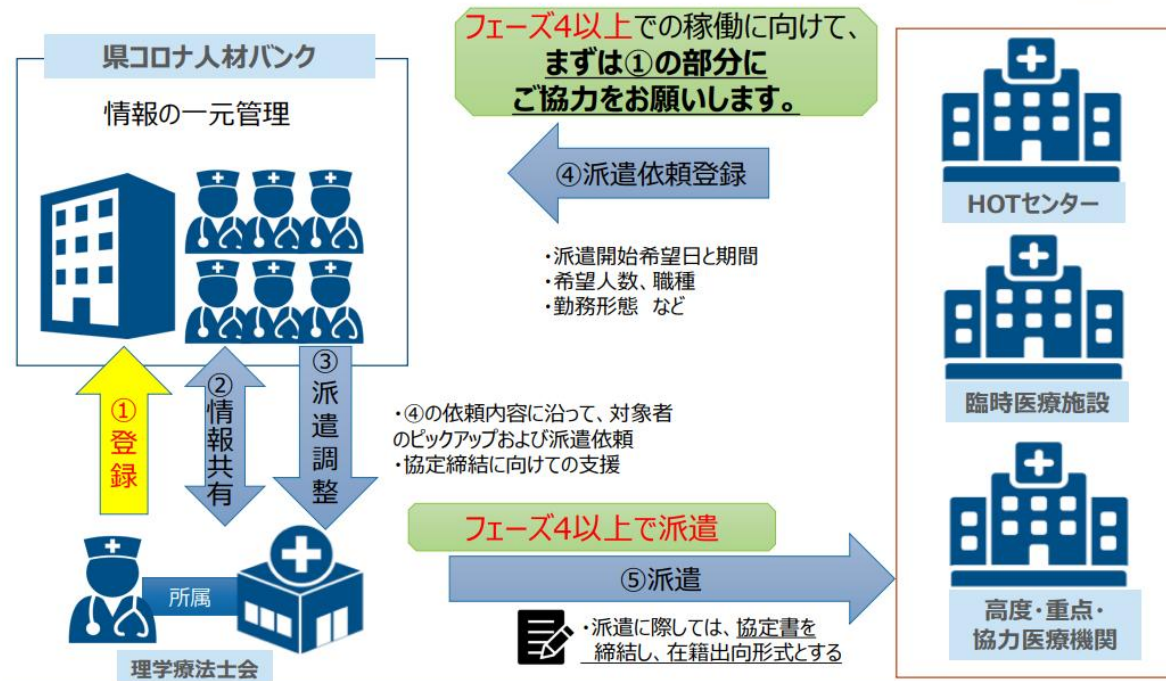 県コロナ人材バンク
情報の一元管理
フェーズ4以上での稼働に向けて、
まずは①の部分に
ご協力をお願いします。
④派遣依頼登録
・派遣開始希望日と期間
・希望人数、職種
・勤務形態 など
HOTセンター
臨時医療施設
高度・重点・
協力医療機関
①登録
②情報共有
③派遣調整
・④の依頼内容に沿って、対象者
のピックアップおよび派遣依頼
・協定締結に向けての支援
フェーズ4以上で派遣
⑤派遣
・派遣に際しては、協定書を
締結し、在籍出向形式とする
所属
理学療法士会